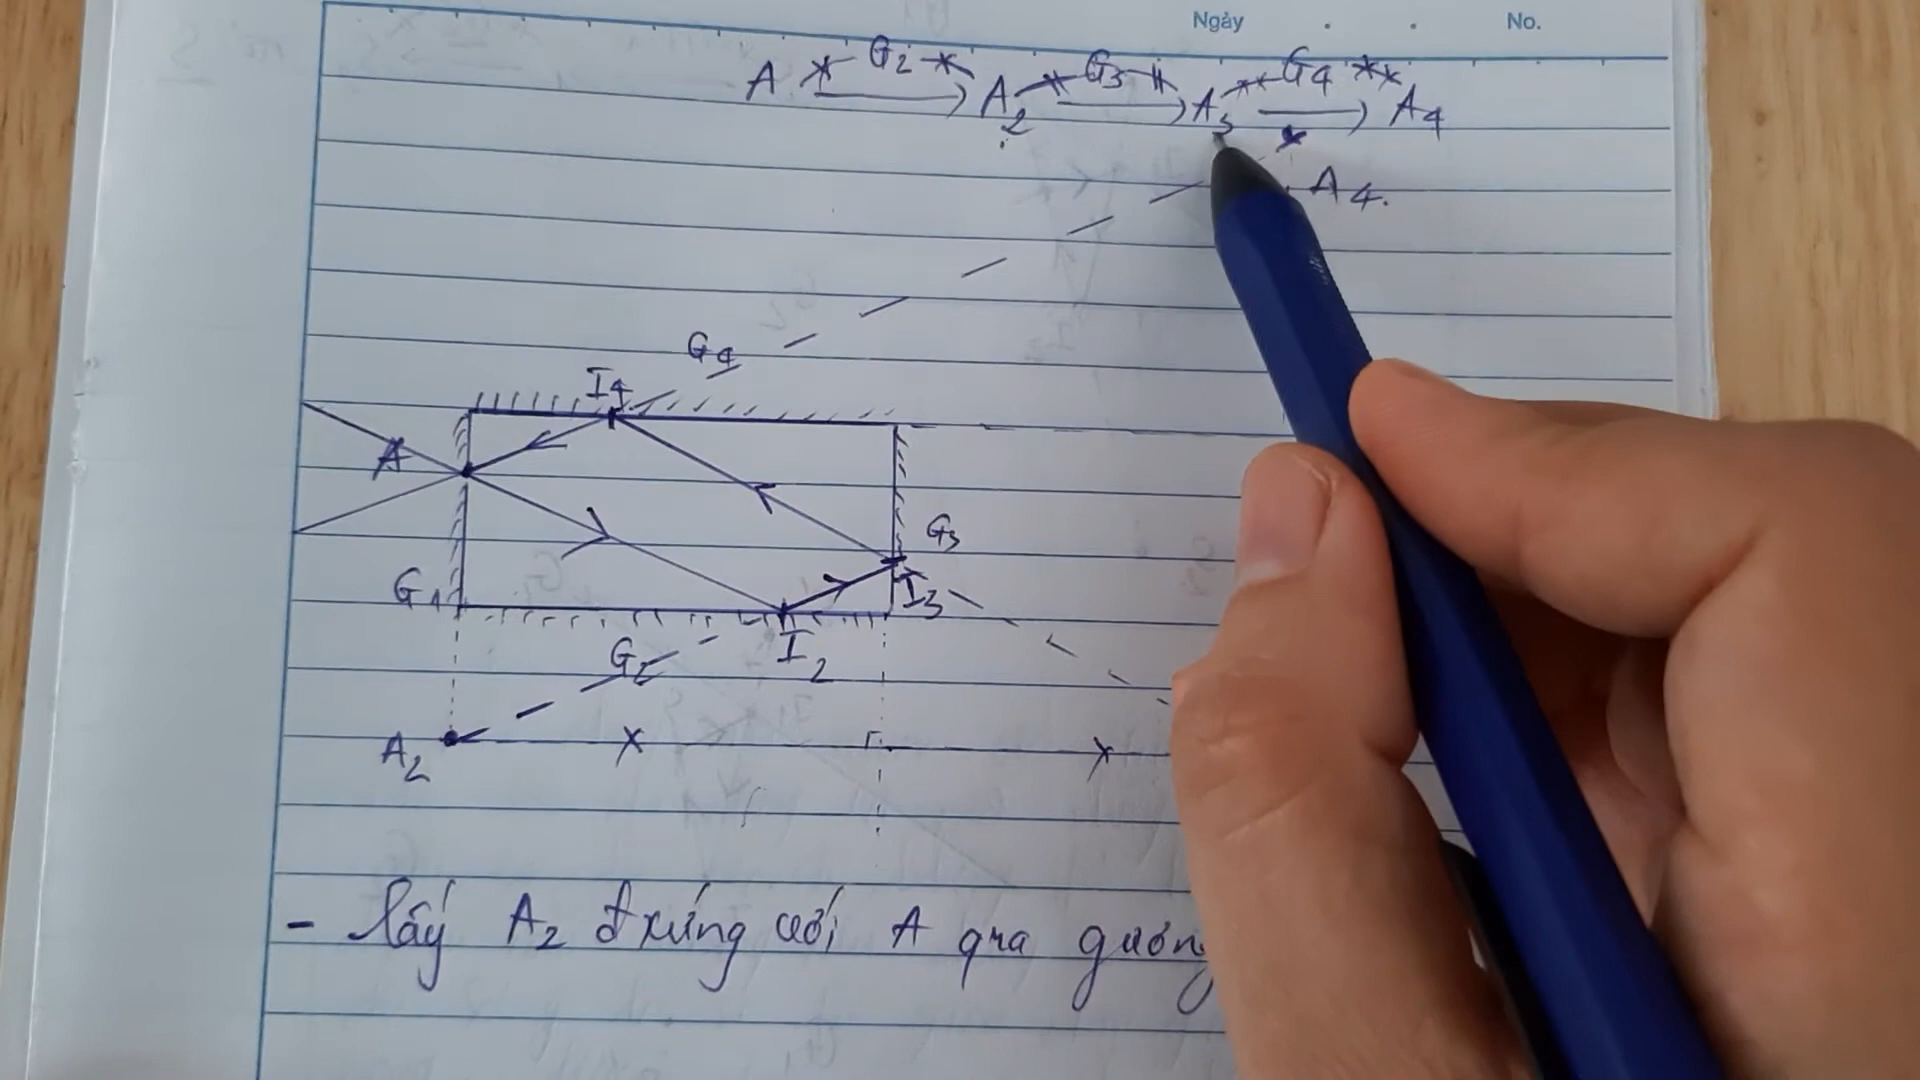 Ngày . . No.
A G2 A2 G3 A3 G4 A4
A4.
G4
I4
A
G3
I3
G1
G2 I2
A2
- lấy A2 đ xứng với A qua gương